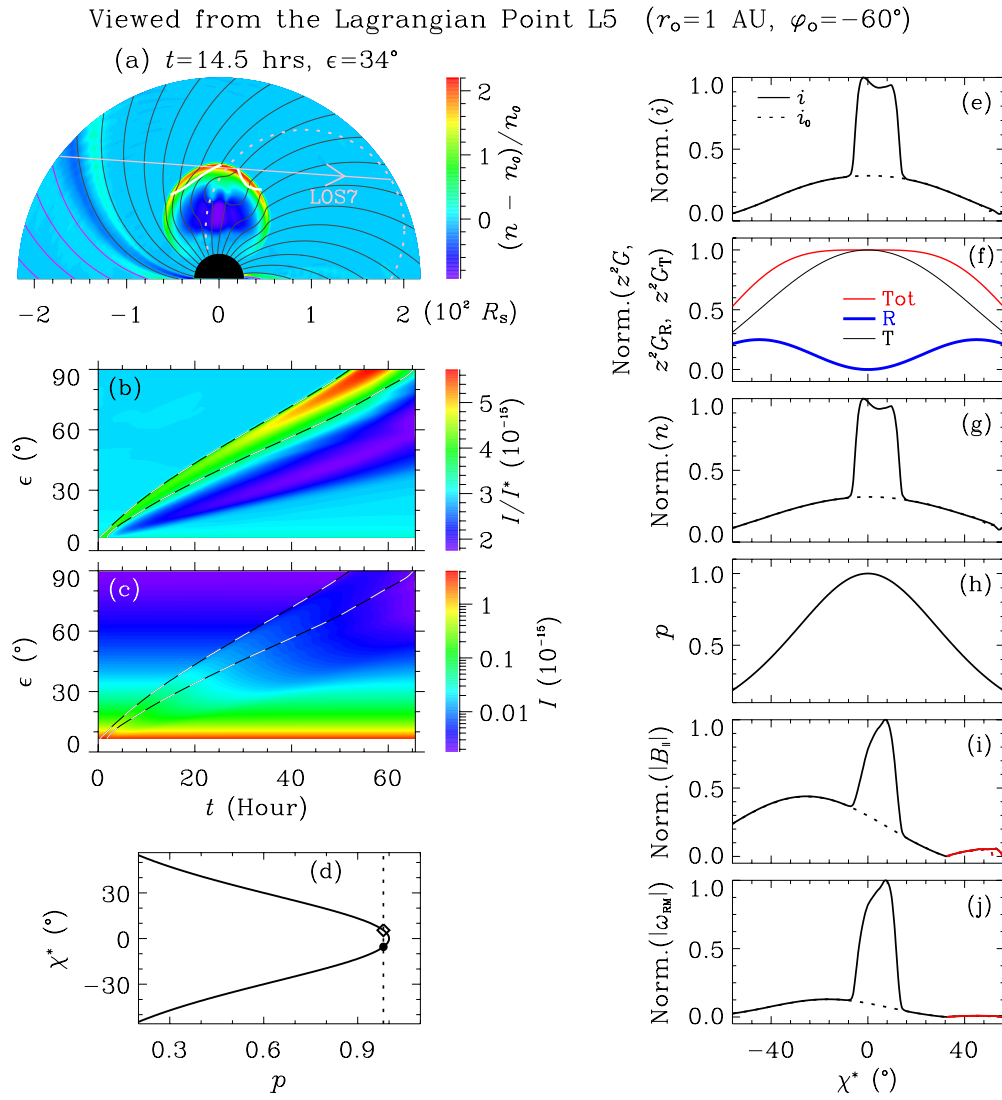 Viewed from the Lagrangian Point L5 (r₀=1 AU, φ₀=−60°)
(a) t=14.5 hrs, ϵ=34°
2
1
0
(n − n₀)/n₀
LOS7
−2
−1
0
1
2
(10² Rₛ)
(b)
90
60
30
0
ϵ (°)
5
4
3
2
I/I* (10⁻¹⁵)
(c)
90
60
30
0
ϵ (°)
1
0.1
0.01
I (10⁻¹⁵)
0
20
40
60
t (Hour)
(d)
30
0
−30
χ* (°)
0.3
0.6
0.9
p
(e)
i
i₀
1.0
0.5
0.0
Norm.(i)
(f)
Tot
R
T
1.0
0.5
0.0
Norm.(z²G,
z²G_R, z²G_T)
(g)
1.0
0.5
0.0
Norm.(n)
(h)
1.0
0.5
p
(i)
1.0
0.5
0.0
Norm.(|B_∥|)
(j)
1.0
0.5
0.0
Norm.(|ω_RM|)
−40
0
40
χ* (°)